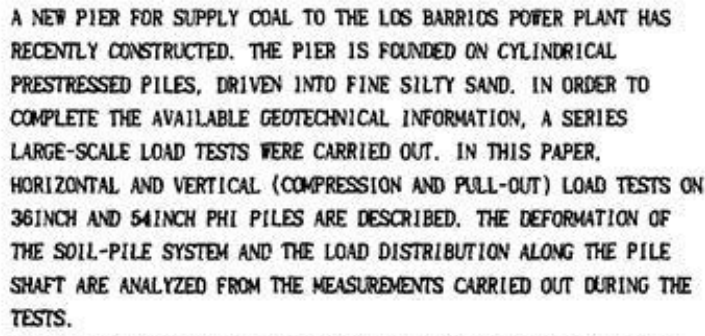 A NEW PIER FOR SUPPLY COAL TO THE LOS BARRIOS POWER PLANT HAS
RECENTLY CONSTRUCTED. THE PIER IS FOUNDED ON CYLINDRICAL
PRESTRESSED PILES, DRIVEN INTO FINE SILTY SAND. IN ORDER TO
COMPLETE THE AVAILABLE GEOTECHNICAL INFORMATION, A SERIES
LARGE-SCALE LOAD TESTS WERE CARRIED OUT. IN THIS PAPER,
HORIZONTAL AND VERTICAL (COMPRESSION AND PULL-OUT) LOAD TESTS ON
36INCH AND 54INCH PHI PILES ARE DESCRIBED. THE DEFORMATION OF
THE SOIL-PILE SYSTEM AND THE LOAD DISTRIBUTION ALONG THE PILE
SHAFT ARE ANALYZED FROM THE MEASUREMENTS CARRIED OUT DURING THE
TESTS.